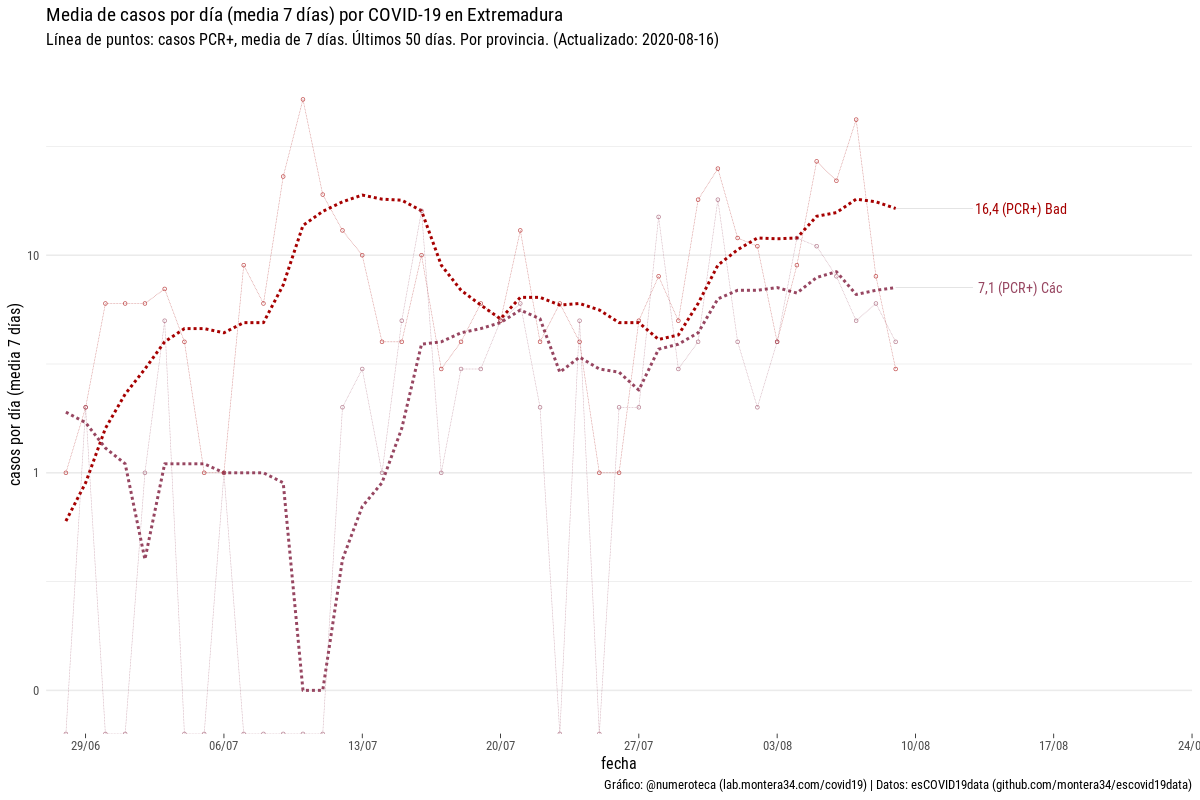 Media de casos por día (media 7 días) por COVID-19 en Extremadura
Línea de puntos: casos PCR+, media de 7 días. Últimos 50 días. Por provincia. (Actualizado: 2020-08-16)
casos por día (media 7 días)
10
1
0
16,4 (PCR+) Bad
7,1 (PCR+) Các
29/06 06/07 13/07 20/07 27/07 03/08 10/08 17/08 24/0
fecha
Gráfico: @numeroteca (lab.montera34.com/covid19) | Datos: esCOVID19data (github.com/montera34/escovid19data)